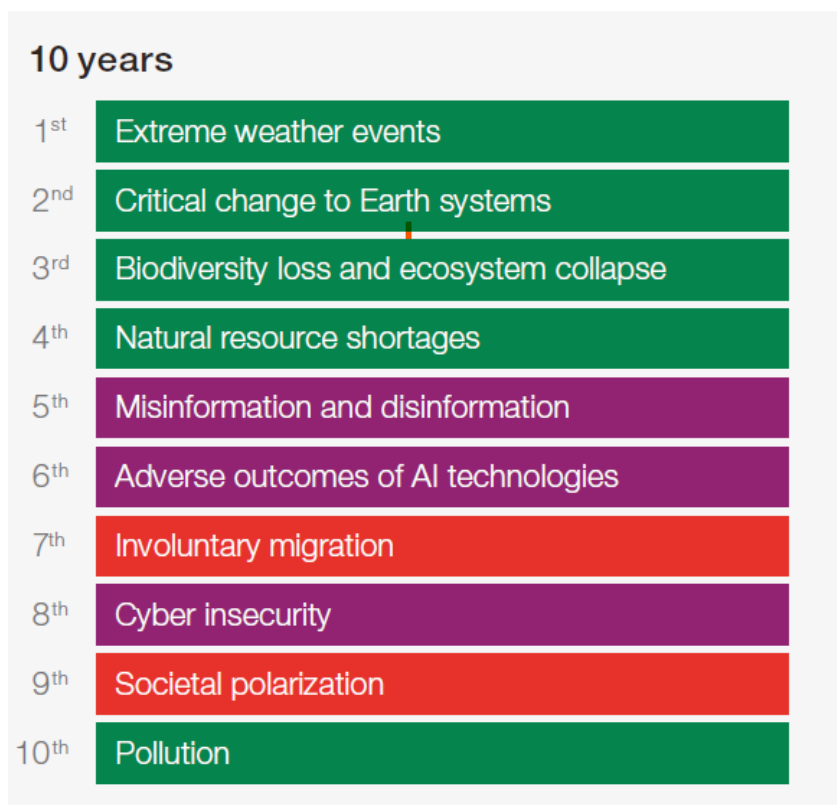 10 years
1st Extreme weather events
2nd Critical change to Earth systems
3rd Biodiversity loss and ecosystem collapse
4th Natural resource shortages
5th Misinformation and disinformation
6th Adverse outcomes of AI technologies
7th Involuntary migration
8th Cyber insecurity
9th Societal polarization
10th Pollution